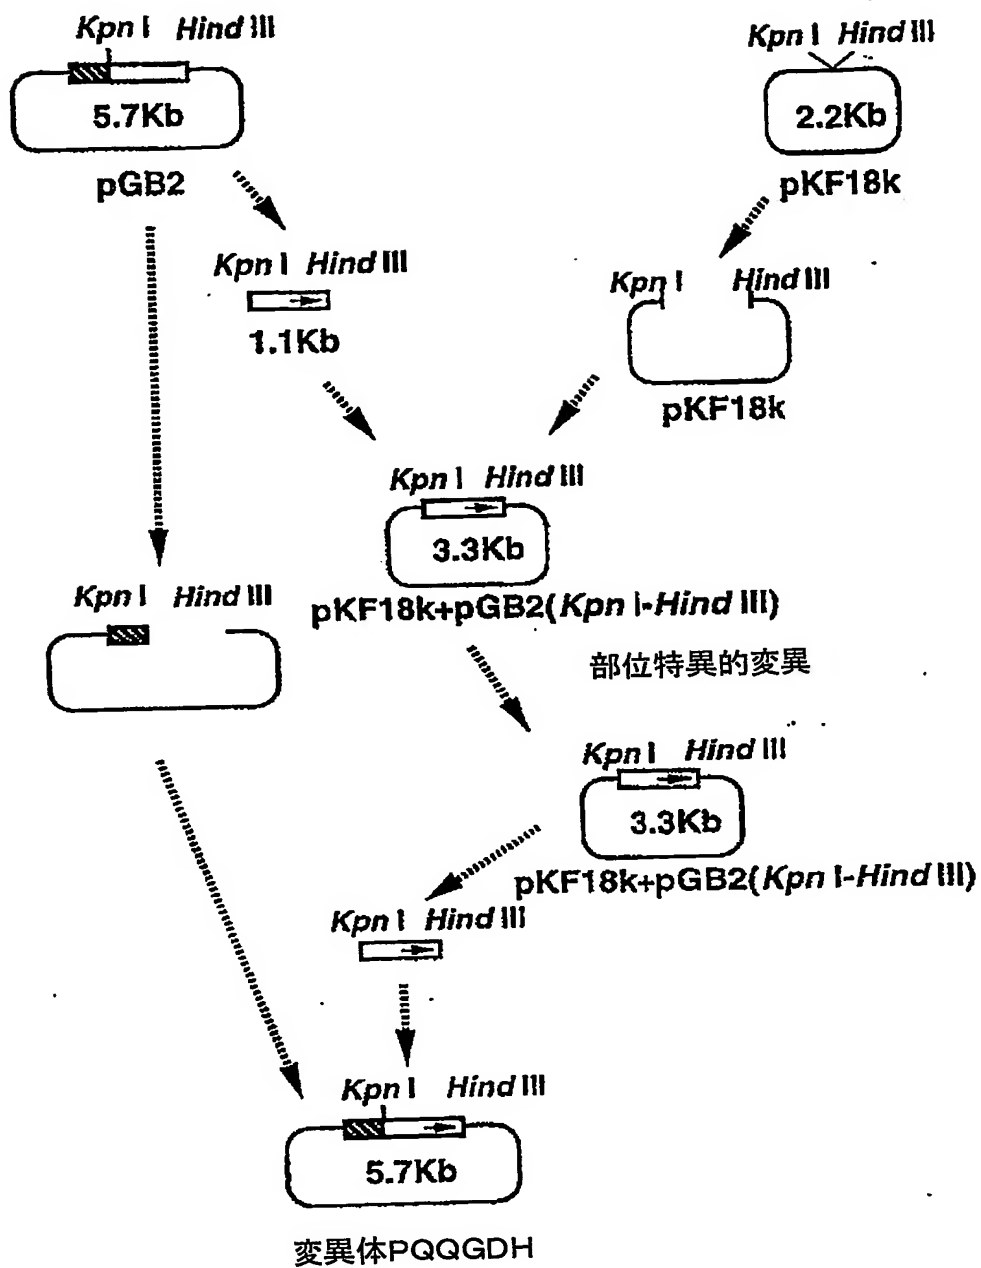 Kpn I Hind III
5.7Kb
pGB2
Kpn I Hind III
2.2Kb
pKF18k
Kpn I Hind III
1.1Kb
Kpn I Hind III
pKF18k
Kpn I Hind III
3.3Kb
pKF18k+pGB2(Kpn I-Hind III)
Kpn I Hind III
部位特異的変異
Kpn I Hind III
3.3Kb
pKF18k+pGB2(Kpn I-Hind III)
Kpn I Hind III
Kpn I Hind III
5.7Kb
変異体PQQGDH